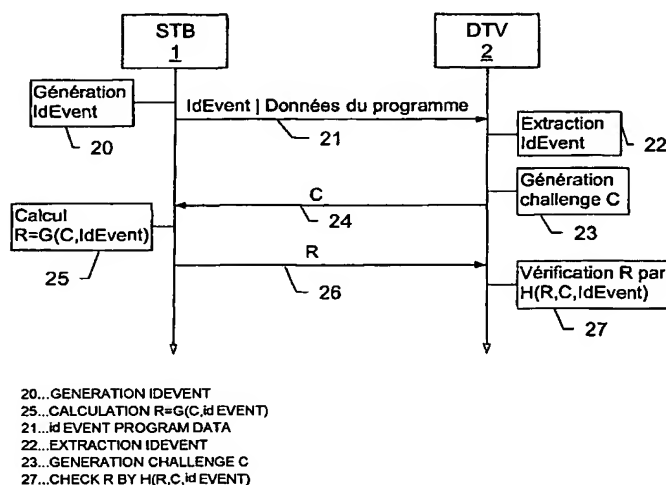 STB
1
DTV
2
Génération
IdEvent
20
IdEvent | Données du programme
21
Extraction
IdEvent
22
C
24
Génération
challenge C
23
Calcul
R=G(C,IdEvent)
25
R
26
Vérification R par
H(R,C,IdEvent)
27
20...GENERATION IDEVENT
25...CALCULATION R=G(C,id EVENT)
21...id EVENT PROGRAM DATA
22...EXTRACTION IDEVENT
23...GENERATION CHALLENGE C
27...CHECK R BY H(R,C,id EVENT)